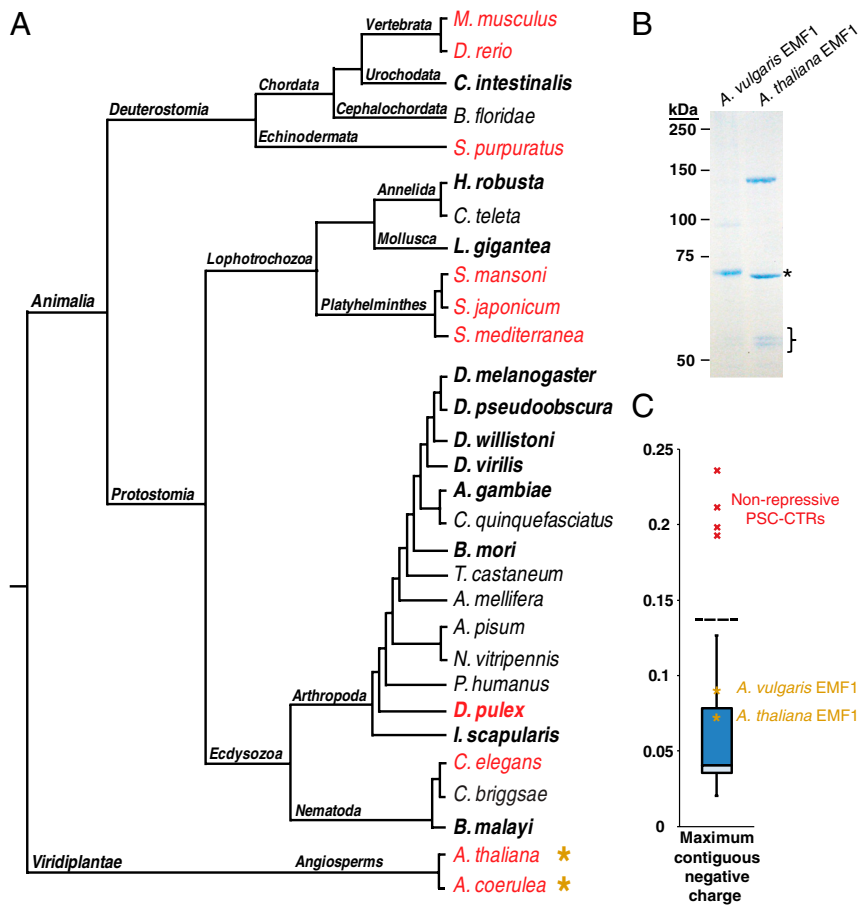 A
Vertebrata
M. musculus
D. rerio
Chordata
Urochodata
C. intestinalis
Deuterostomia
Cephalochordata
B. floridae
Echinodermata
S. purpuratus
Annelida
H. robusta
C. teleta
Mollusca
L. gigantea
Lophotrochozoa
S. mansoni
Platyhelminthes
S. japonicum
S. mediterranea
Animalia
D. melanogaster
D. pseudoobscura
D. willistoni
D. virilis
Protostomia
A. gambiae
C. quinquefasciatus
B. mori
T. castaneum
A. mellifera
A. pisum
N. vitripennis
P. humanus
Arthropoda
D. pulex
I. scapularis
Ecdysozoa
C. elegans
C. briggsae
Nematoda
B. malayi
Viridiplantae
Angiosperms
A. thaliana *
A. coerulea *
B
A. vulgaris EMF1
A. thaliana EMF1
kDa
250
150
100
75
*
50
C
0.25
0.2
0.15
0.1
0.05
0
Non-repressive
PSC-CTRs
A. vulgaris EMF1
A. thaliana EMF1
Maximum
contiguous
negative
charge